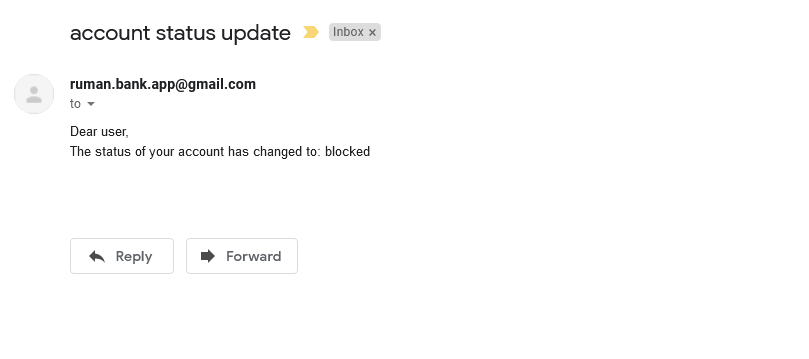 account status update Inbox ×
ruman.bank.app@gmail.com
to
Dear user,
The status of your account has changed to: blocked
Reply Forward